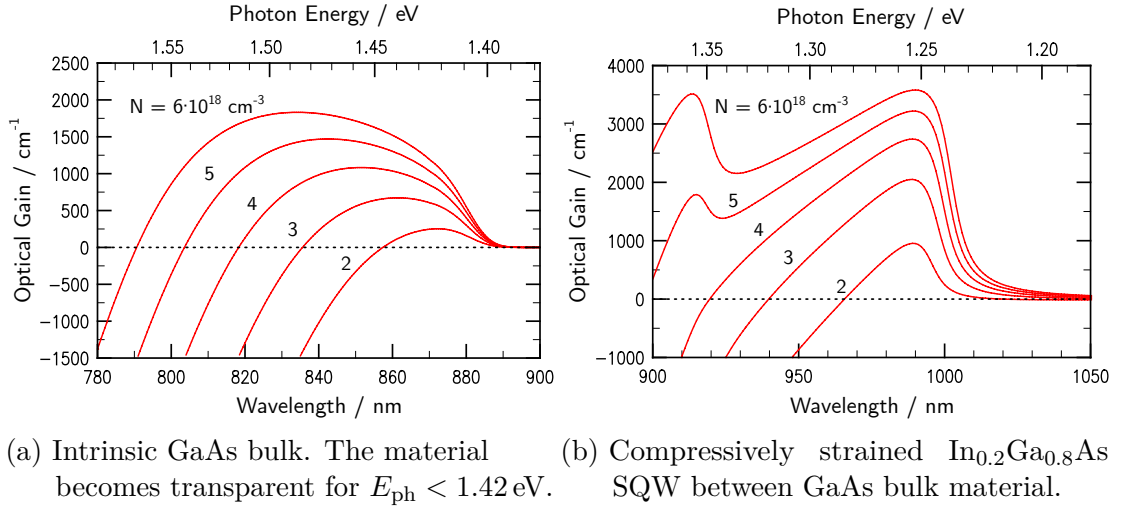 Photon Energy / eV
1.55 1.50 1.45 1.40
2500
2000
1500
1000
500
0
−500
−1000
−1500
Optical Gain / cm-1
N = 6·10^18 cm-3
5
4
3
2
780 800 820 840 860 880 900
Wavelength / nm
(a) Intrinsic GaAs bulk. The material
becomes transparent for E_ph < 1.42 eV.
Photon Energy / eV
1.35 1.30 1.25 1.20
4000
3000
2000
1000
0
−1000
Optical Gain / cm-1
N = 6·10^18 cm-3
5
4
3
2
900 950 1000 1050
Wavelength / nm
(b) Compressively strained In0.2Ga0.8As
SQW between GaAs bulk material.